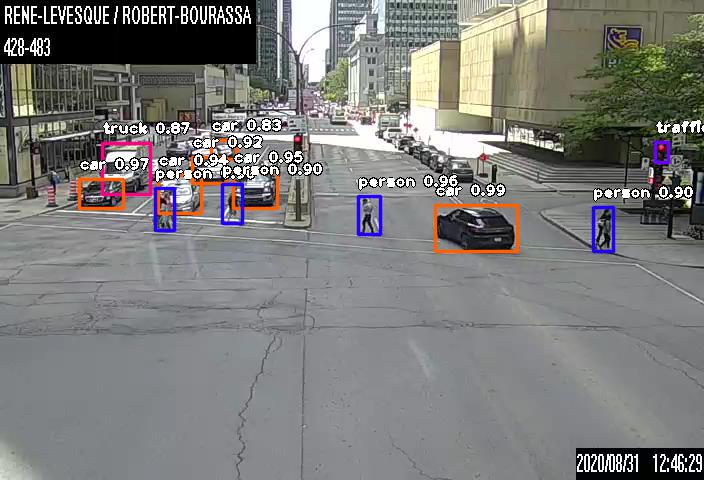 RENE-LEVESQUE / ROBERT-BOURASSA
428-483
car 0.83
truck 0.87
car 0.92
car 0.97
car 0.94
car 0.95
person 0.90
person 0.96
car 0.99
person 0.90
traffic
2020/08/31 12:46:29